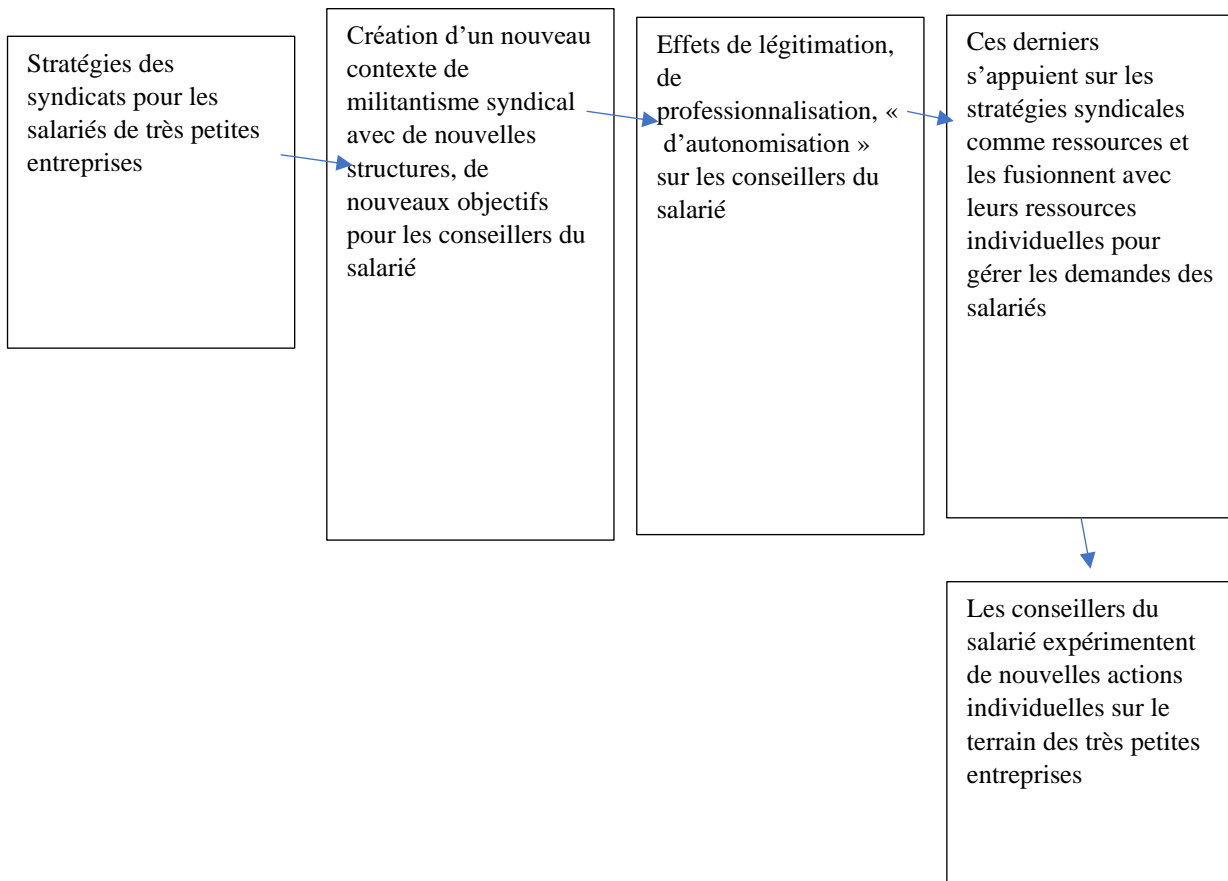 Stratégies des
syndicats pour les
salariés de très petites
entreprises
Création d’un nouveau
contexte de
militantisme syndical
avec de nouvelles
structures, de
nouveaux objectifs
pour les conseillers du
salarié
Effets de légitimation,
de
professionnalisation, «
d’autonomisation »
sur les conseillers du
salarié
Ces derniers
s’appuient sur les
stratégies syndicales
comme ressources et
les fusionnent avec
leurs ressources
individuelles pour
gérer les demandes des
salariés
Les conseillers du
salarié expérimentent
de nouvelles actions
individuelles sur le
terrain des très petites
entreprises